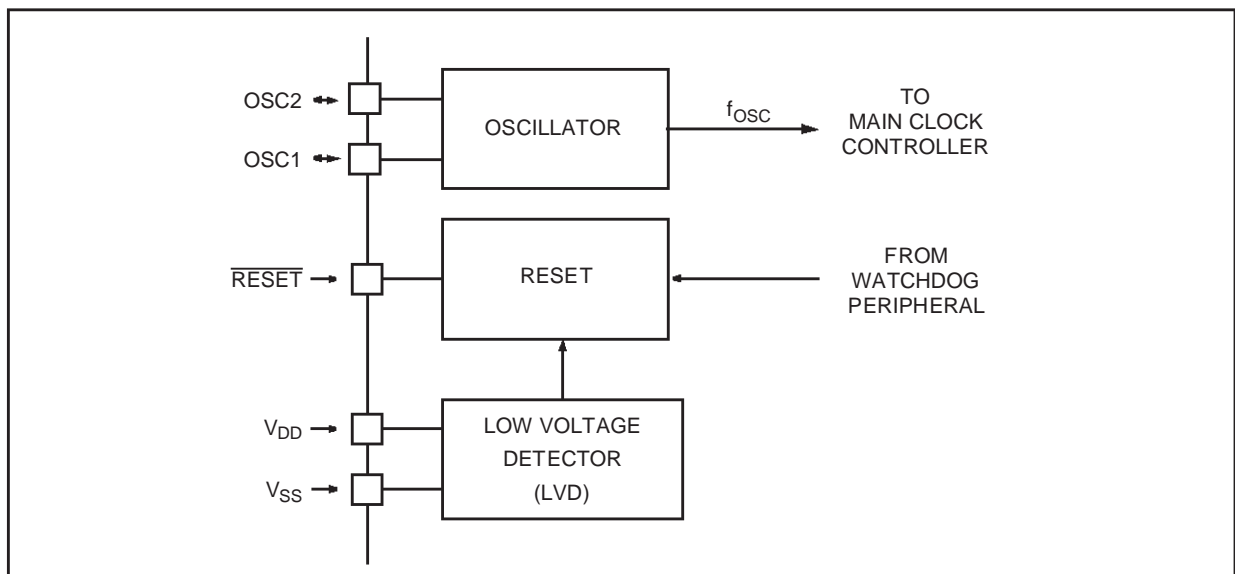 OSC2
OSC1
OSCILLATOR
fOSC
TO
MAIN CLOCK
CONTROLLER
RESET
RESET
FROM
WATCHDOG
PERIPHERAL
VDD
VSS
LOW VOLTAGE
DETECTOR
(LVD)